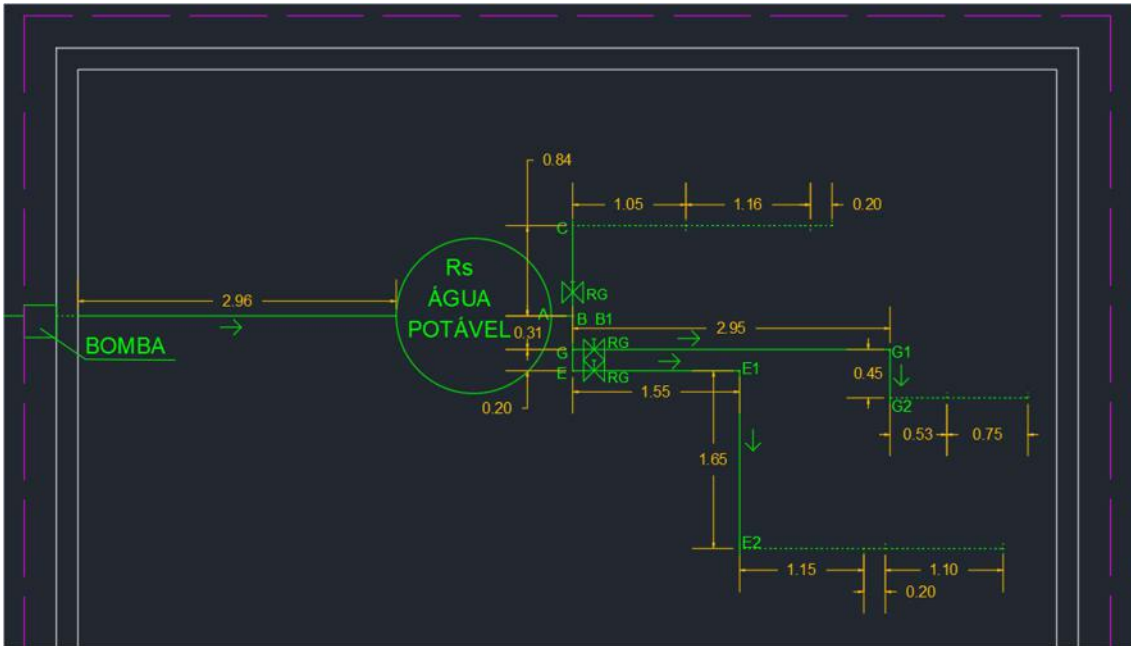 0.84
1.05
1.16
0.20
C
Rs
ÁGUA
POTÁVEL
RG
2.96
A
B
B1
0.31
2.95
BOMBA
G
RG
G1
E
RG
E1
0.45
0.20
1.55
G2
0.53
0.75
1.65
E2
1.15
1.10
0.20